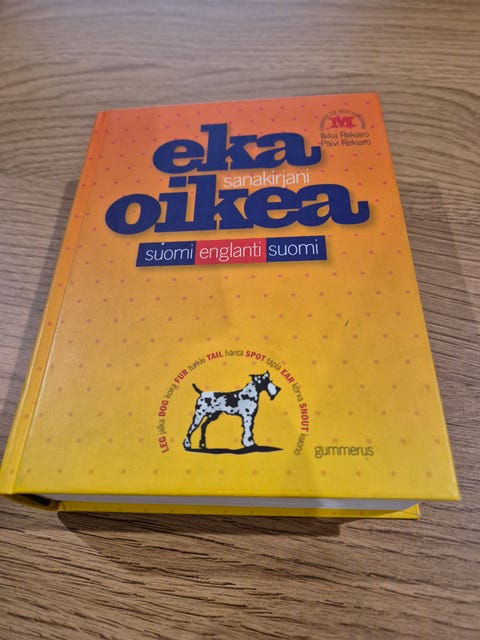 eka
sanakirjani
oikea
suomi englanti suomi
M
Ilkka Rekiaro
Päivi Rekiaro
LEG jalka DOG koira FUR turkki TAIL häntä SPOT täplä EAR korva SNOUT kuono
gummerus